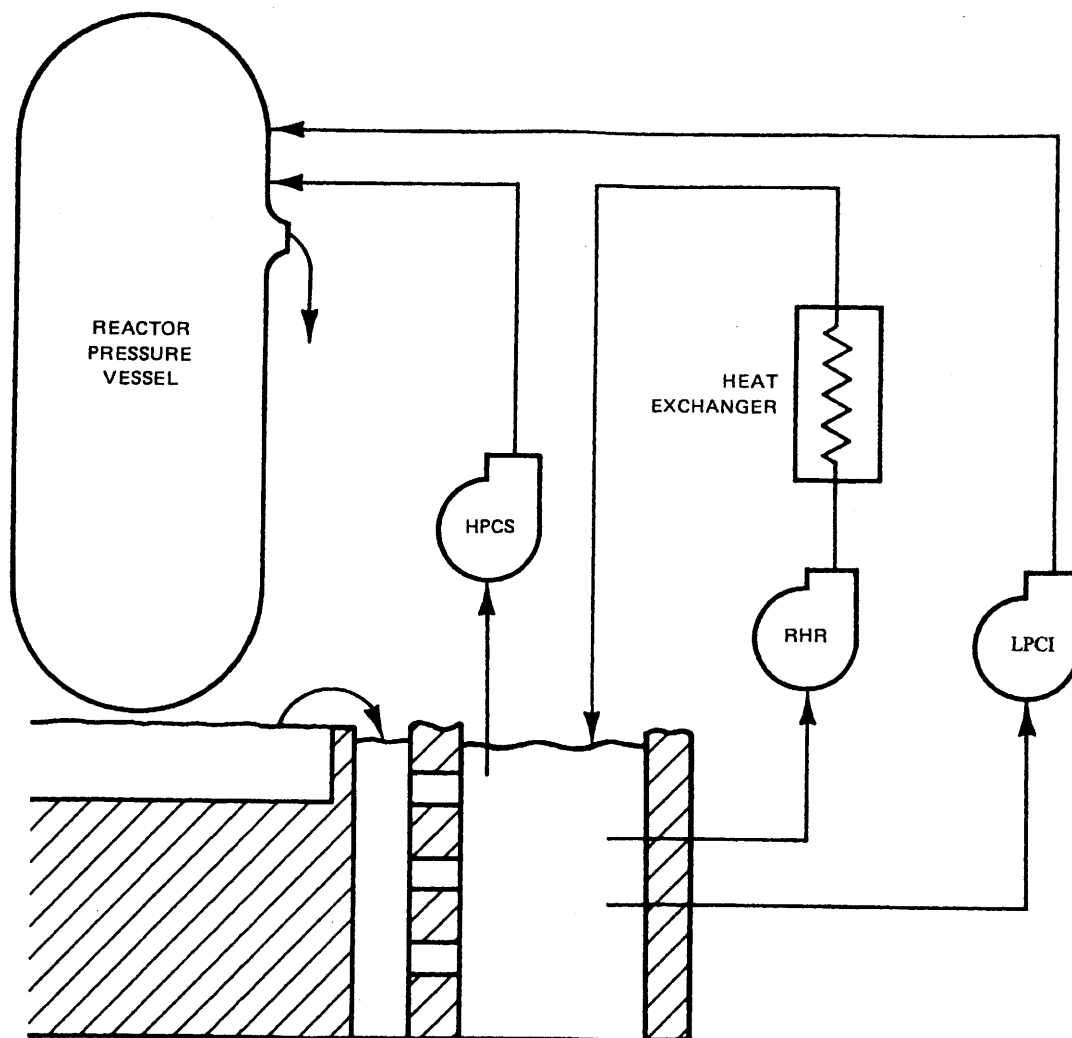 REACTOR
PRESSURE
VESSEL
HEAT
EXCHANGER
HPCS
RHR
LPCI